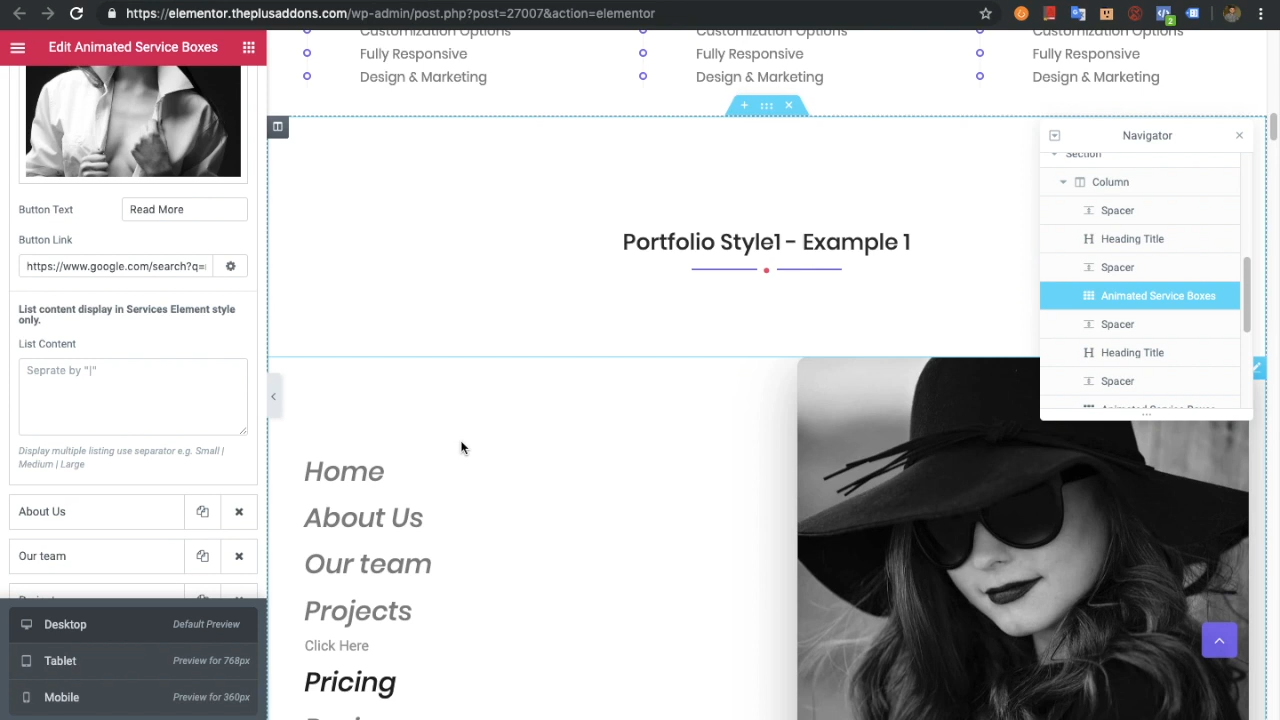 https://elementor.theplusaddons.com/wp-admin/post.php?post=27007&action=elementor
2
Edit Animated Service Boxes
Button Text
Read More
Button Link
https://www.google.com/search?q=
List content display in Services Element style
only.
List Content
Seprate by "|"
Display multiple listing use separator e.g. Small |
Medium | Large
About Us
Our team
Desktop
Default Preview
Tablet
Preview for 768px
Mobile
Preview for 360px
Customization Options
Customization Options
Customization Options
Fully Responsive
Fully Responsive
Fully Responsive
Design & Marketing
Design & Marketing
Design & Marketing
Portfolio Style1 - Example 1
Home
About Us
Our team
Projects
Click Here
Pricing
Navigator
Section
Column
Spacer
Heading Title
Spacer
Animated Service Boxes
Spacer
Heading Title
Spacer
Animated Service Boxes